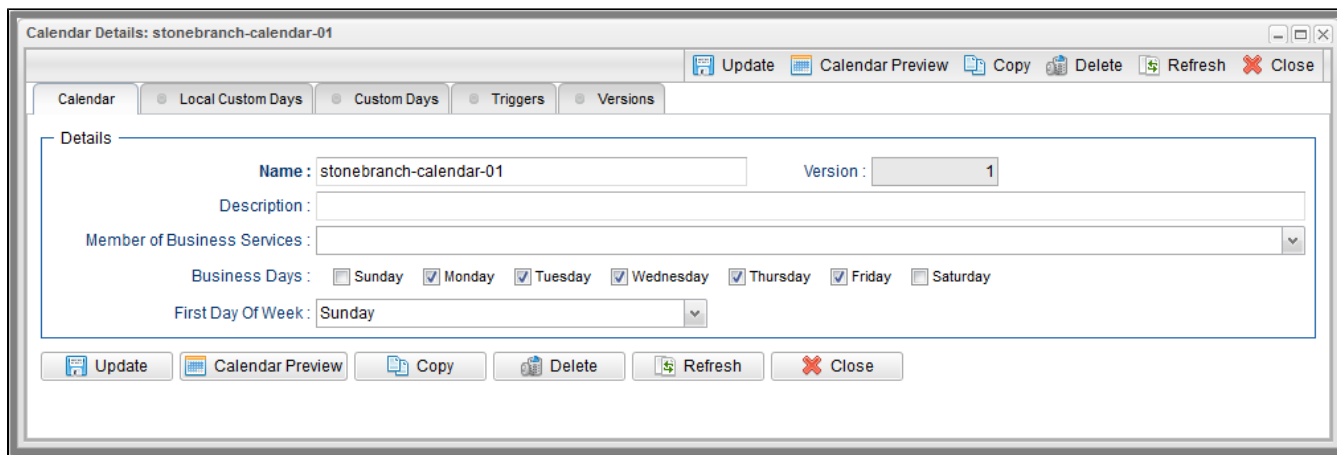 Calendar Details: stonebranch-calendar-01
Update Calendar Preview Copy Delete Refresh Close
Calendar Local Custom Days Custom Days Triggers Versions
Details
Name : stonebranch-calendar-01 Version : 1
Description :
Member of Business Services :
Business Days : Sunday Monday Tuesday Wednesday Thursday Friday Saturday
First Day Of Week : Sunday
Update Calendar Preview Copy Delete Refresh Close